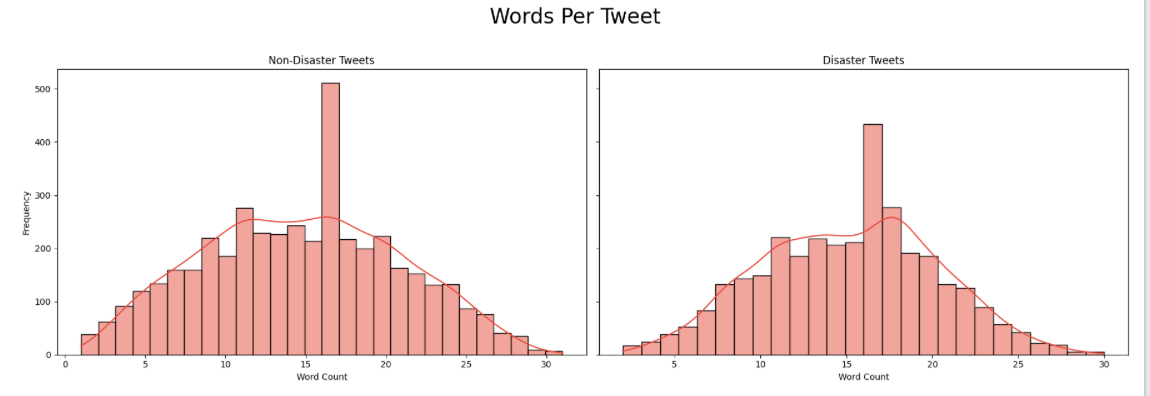 Words Per Tweet
Non-Disaster Tweets
Disaster Tweets
Frequency
500
400
300
200
100
0
0 5 10 15 20 25 30
5 10 15 20 25 30
Word Count
Word Count